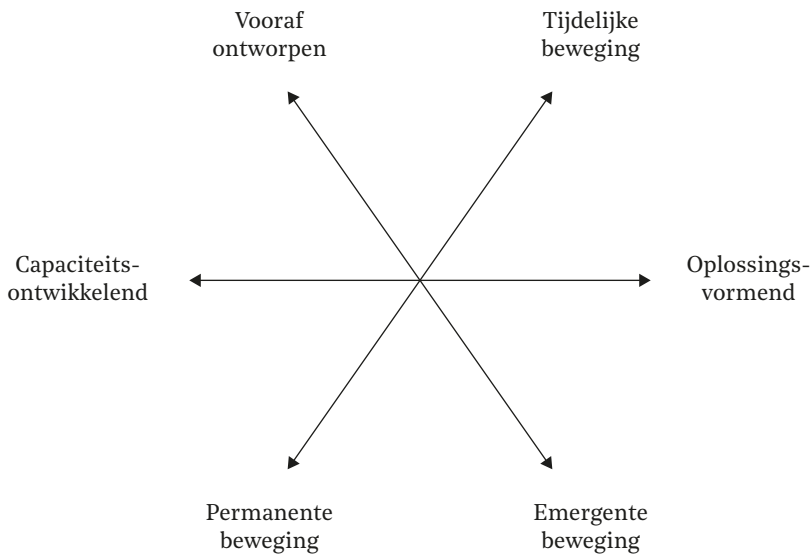 Vooraf
ontworpen
Tijdelijke
beweging
Capaciteits-
ontwikkelend
Oplossings-
vormend
Permanente
beweging
Emergente
beweging